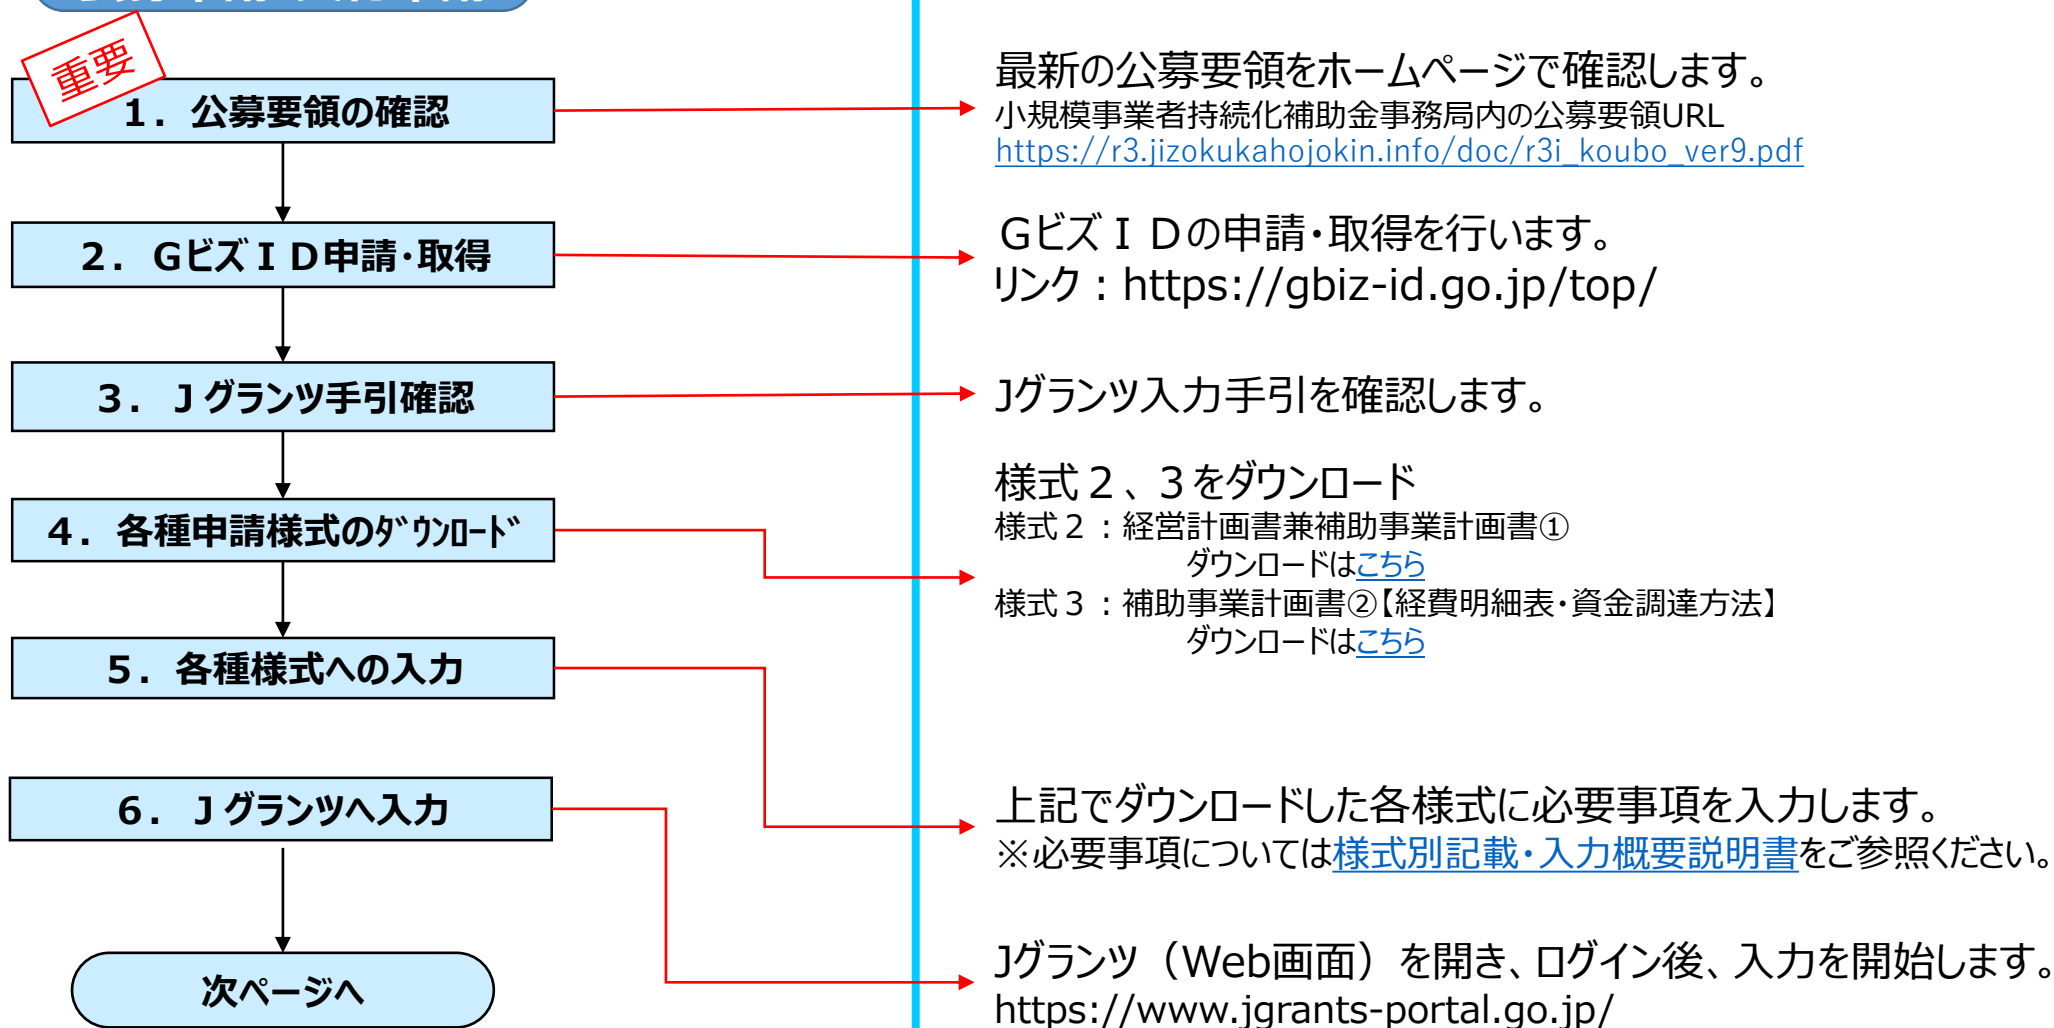 重要
１．公募要領の確認
最新の公募要領をホームページで確認します。
小規模事業者持続化補助金事務局内の公募要領URL
https://r3.jizokukahojokin.info/doc/r3i_koubo_ver9.pdf
２．ＧビズＩＤ申請・取得
ＧビズＩＤの申請・取得を行います。
リンク：https://gbiz-id.go.jp/top/
３．Ｊグランツ手引確認
Jグランツ入力手引を確認します。
４．各種申請様式のﾀﾞｳﾝﾛｰﾄﾞ
様式２、３をダウンロード
様式２：経営計画書兼補助事業計画書①
ダウンロードはこちら
様式３：補助事業計画書②【経費明細表・資金調達方法】
ダウンロードはこちら
５．各種様式への入力
上記でダウンロードした各様式に必要事項を入力します。
※必要事項については様式別記載・入力概要説明書をご参照ください。
６．Ｊグランツへ入力
Jグランツ（Web画面）を開き、ログイン後、入力を開始します。
https://www.jgrants-portal.go.jp/
次ページへ